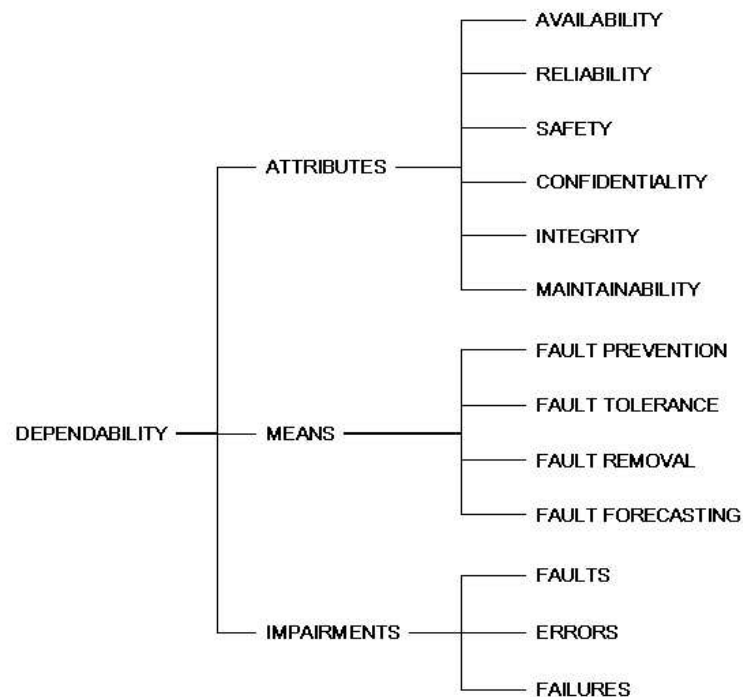 AVAILABILITY
RELIABILITY
SAFETY
ATTRIBUTES
CONFIDENTIALITY
INTEGRITY
MAINTAINABILITY
FAULT PREVENTION
FAULT TOLERANCE
DEPENDABILITY
MEANS
FAULT REMOVAL
FAULT FORECASTING
FAULTS
IMPAIRMENTS
ERRORS
FAILURES